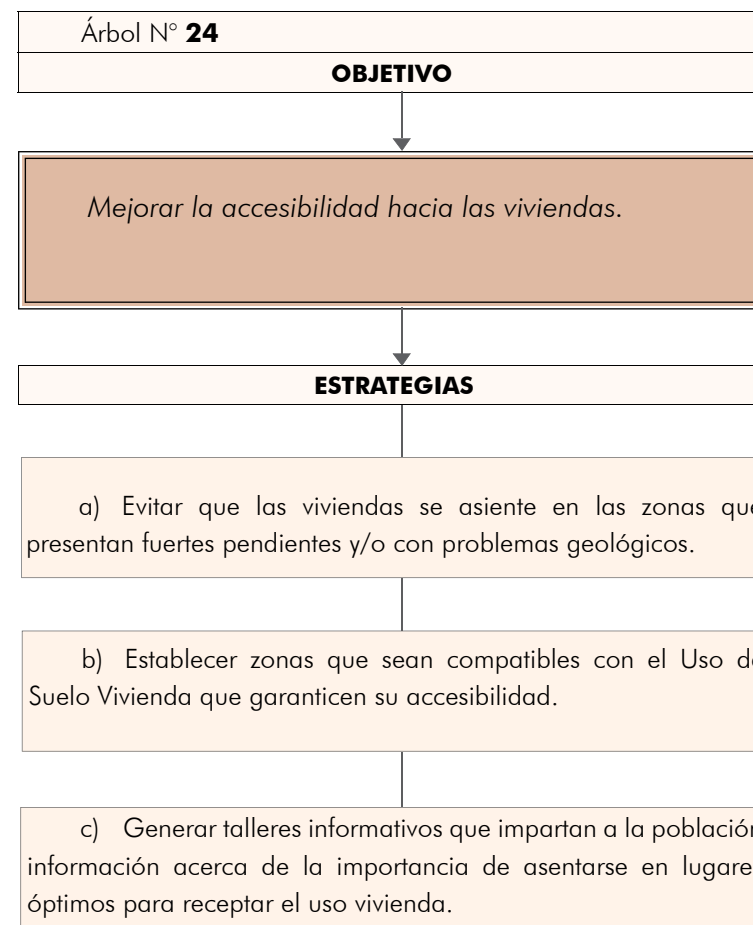 Árbol N° 24
OBJETIVO
Mejorar la accesibilidad hacia las viviendas.
ESTRATEGIAS
a) Evitar que las viviendas se asiente en las zonas que
presentan fuertes pendientes y/o con problemas geológicos.
b) Establecer zonas que sean compatibles con el Uso de
Suelo Vivienda que garanticen su accesibilidad.
c) Generar talleres informativos que impartan a la población
información acerca de la importancia de asentarse en lugare
óptimos para receptar el uso vivienda.